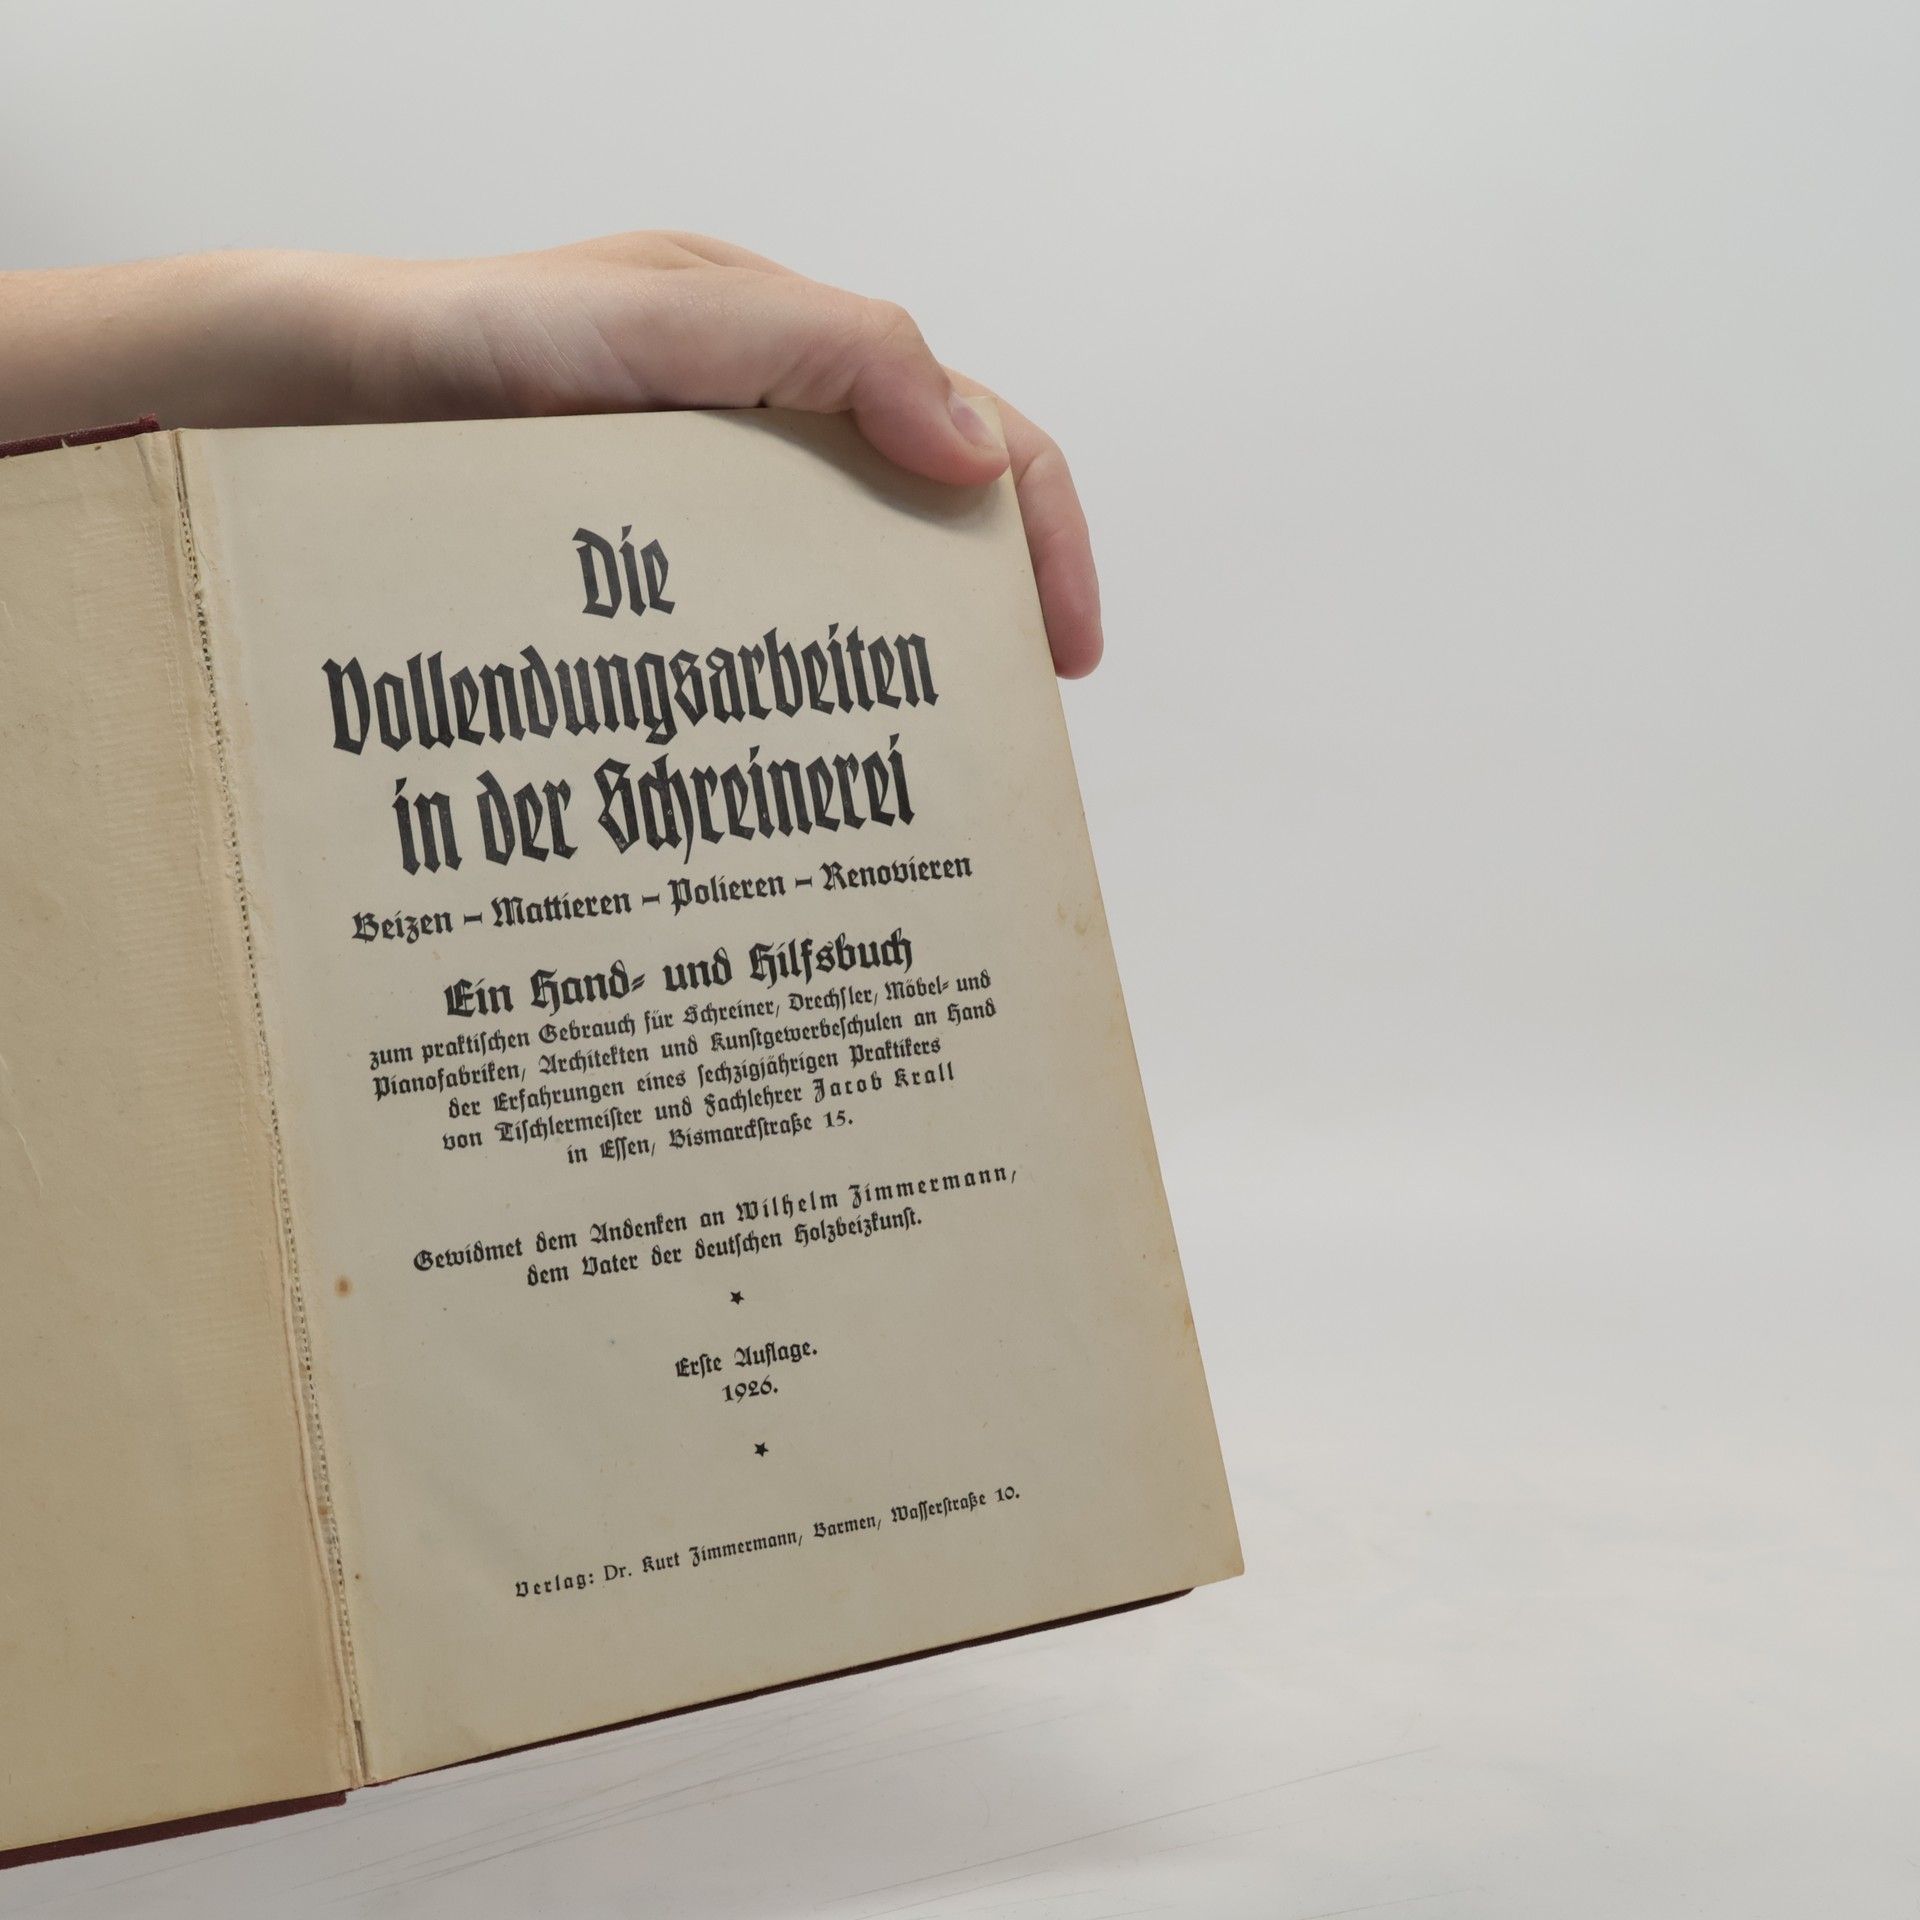 Die
Vollendungsarbeiten
in der Schreinerei
Beizen – Mattieren – Polieren – Renovieren
Ein Hand- und Hilfsbuch
zum praktiſchen Gebrauch für Schreiner, Drechſler, Möbel- und
Pianofabriken, Architekten und Kunſtgewerbeſchulen an Hand
der Erfahrungen eines ſechzigjährigen Praktikers
von Tiſchlermeiſter und Fachlehrer Jacob Krall
in Eſſen, Bismarckſtraße 15.
Gewidmet dem Andenken an Wilhelm Zimmermann,
dem Vater der deutſchen Holzbeizkunſt.
Erſte Auflage.
1926.
Verlag: Dr. Kurt Zimmermann, Barmen, Waſſerſtraße 10.